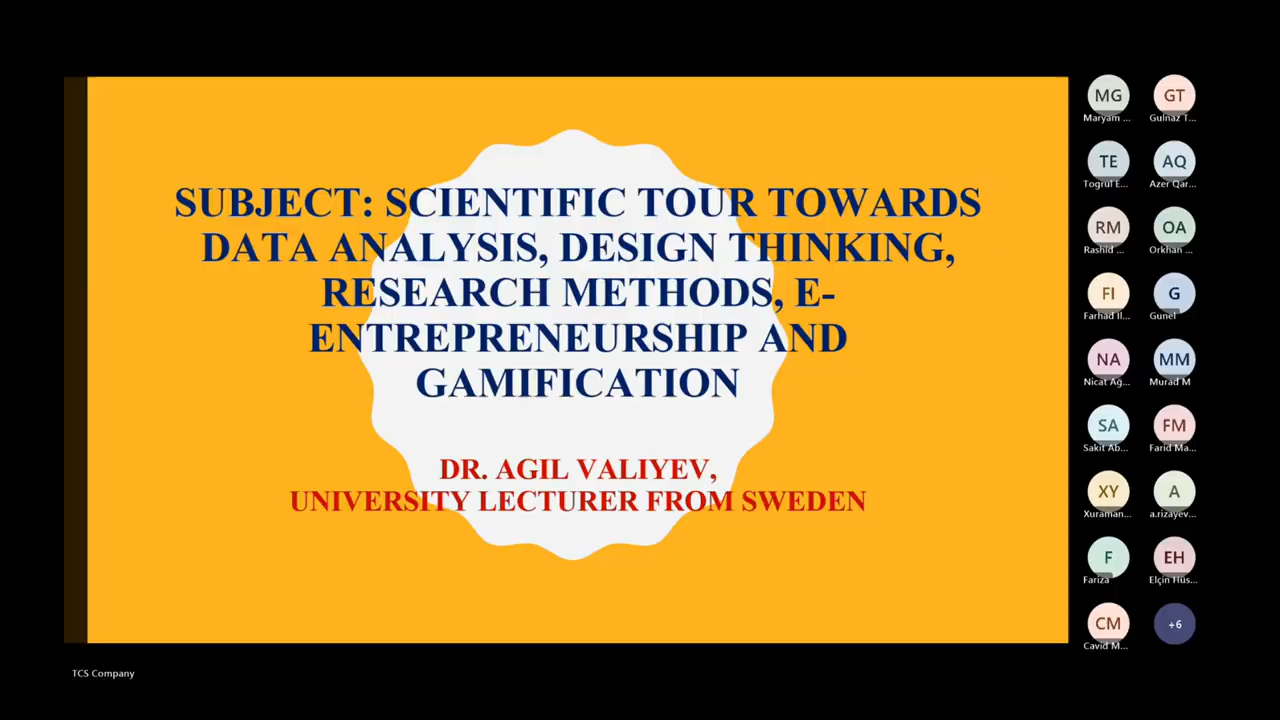 SUBJECT: SCIENTIFIC TOUR TOWARDS
DATA ANALYSIS, DESIGN THINKING,
RESEARCH METHODS, E-
ENTREPRENEURSHIP AND
GAMIFICATION
DR. AGIL VALIYEV,
UNIVERSITY LECTURER FROM SWEDEN
MG GT
Maryam ... Gulnaz T...
TE AQ
Togrul E... Azer Qar...
RM OA
Rashid ... Orkhan ...
FI G
Farhad Il... Gunel
NA MM
Nicat Ag... Murad M
SA FM
Sakit Ab... Farid Ma...
XY A
Xuraman... a.rizayev...
F EH
Fariza Elçin Hüs...
CM +6
Cavid M...
TCS Company